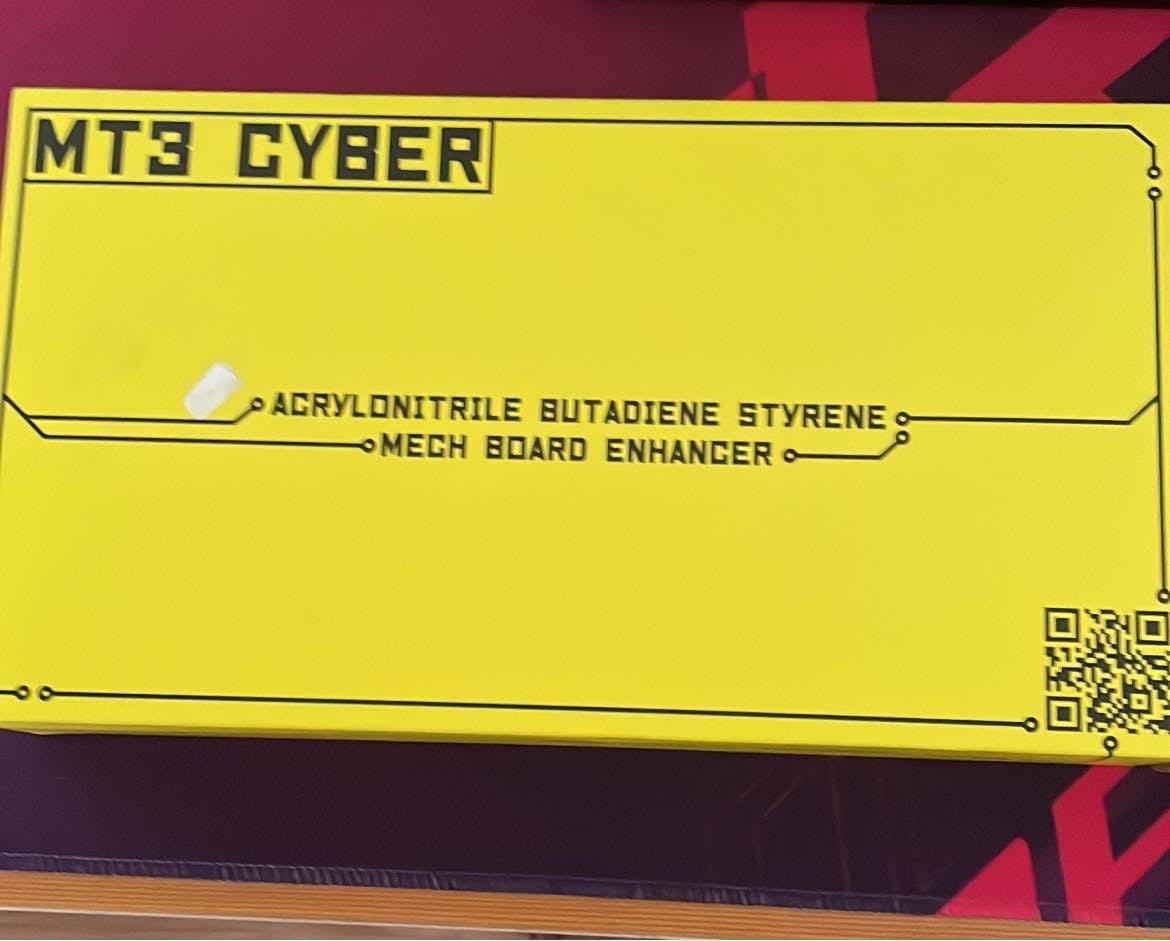 MT3 CYBER
ACRYLONITRILE BUTADIENE STYRENE
MECH BOARD ENHANCER